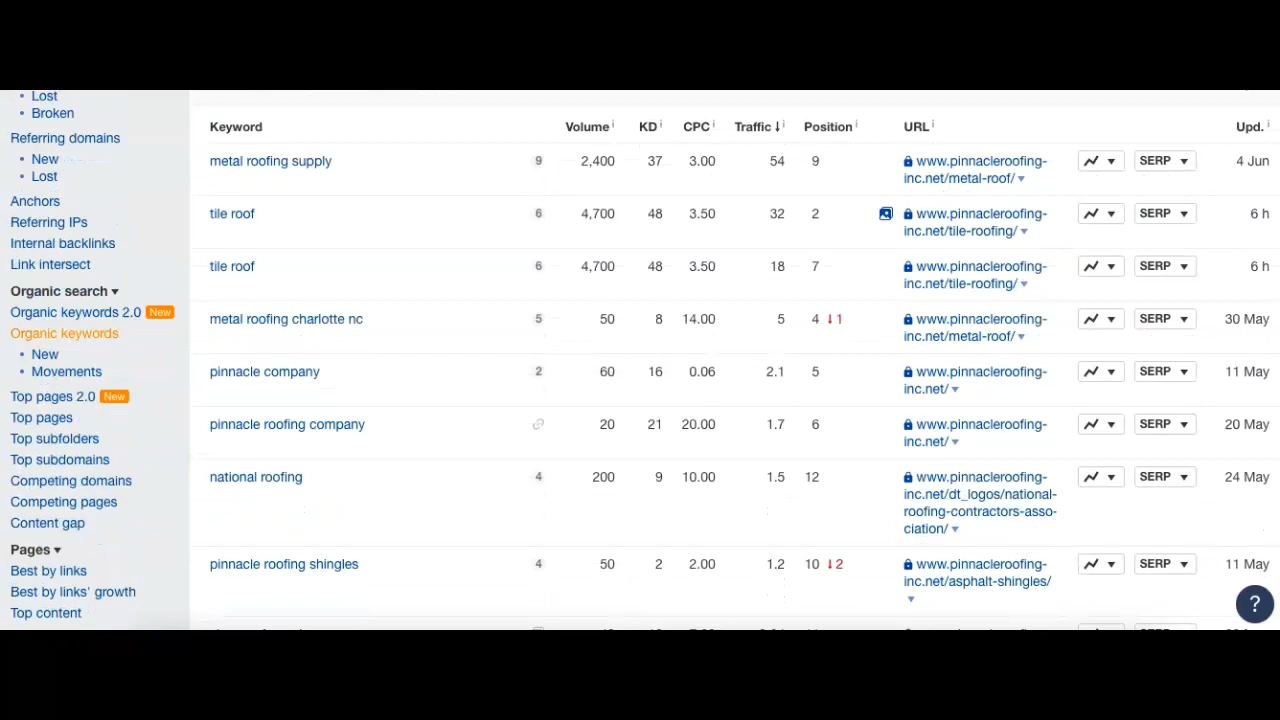 Lost
Broken
Referring domains
New
Lost
Anchors
Referring IPs
Internal backlinks
Link intersect
Organic search
Organic keywords 2.0 New
Organic keywords
New
Movements
Top pages 2.0 New
Top pages
Top subfolders
Top subdomains
Competing domains
Competing pages
Content gap
Pages
Best by links
Best by links' growth
Top content
Keyword Volume i KD i CPC i Traffic i Position i URL i Upd. i
metal roofing supply 9 2,400 37 3.00 54 9 www.pinnacleroofing- SERP 4 Jun
inc.net/metal-roof/
tile roof 6 4,700 48 3.50 32 2 www.pinnacleroofing- SERP 6 h
inc.net/tile-roofing/
tile roof 6 4,700 48 3.50 18 7 www.pinnacleroofing- SERP 6 h
inc.net/tile-roofing/
metal roofing charlotte nc 5 50 8 14.00 5 4 ↓1 www.pinnacleroofing- SERP 30 May
inc.net/metal-roof/
pinnacle company 2 60 16 0.06 2.1 5 www.pinnacleroofing- SERP 11 May
inc.net/
pinnacle roofing company 20 21 20.00 1.7 6 www.pinnacleroofing- SERP 20 May
inc.net/
national roofing 4 200 9 10.00 1.5 12 www.pinnacleroofing- SERP 24 May
inc.net/dt_logos/national-
roofing-contractors-asso-
ciation/
pinnacle roofing shingles 4 50 2 2.00 1.2 10 ↓2 www.pinnacleroofing- SERP 11 May
inc.net/asphalt-shingles/
?